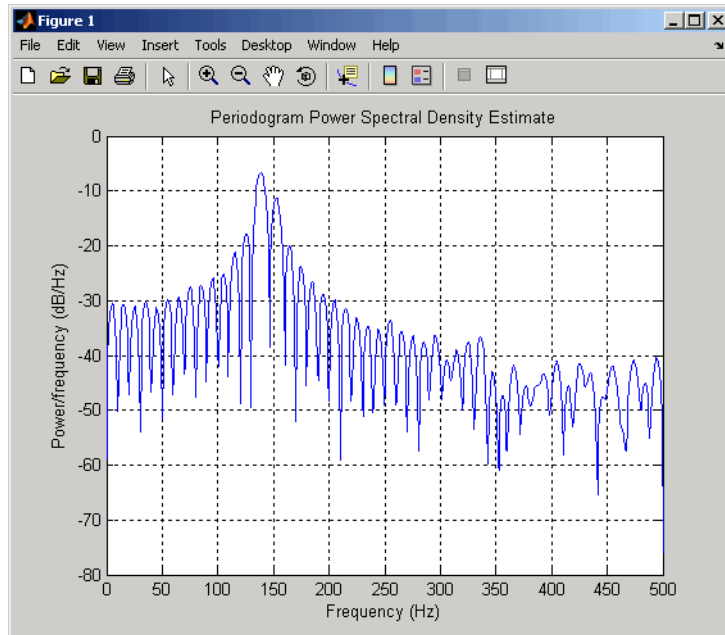 Figure 1
File Edit View Insert Tools Desktop Window Help
Periodogram Power Spectral Density Estimate
Power/frequency (dB/Hz)
0
-10
-20
-30
-40
-50
-60
-70
-80
0 50 100 150 200 250 300 350 400 450 500
Frequency (Hz)